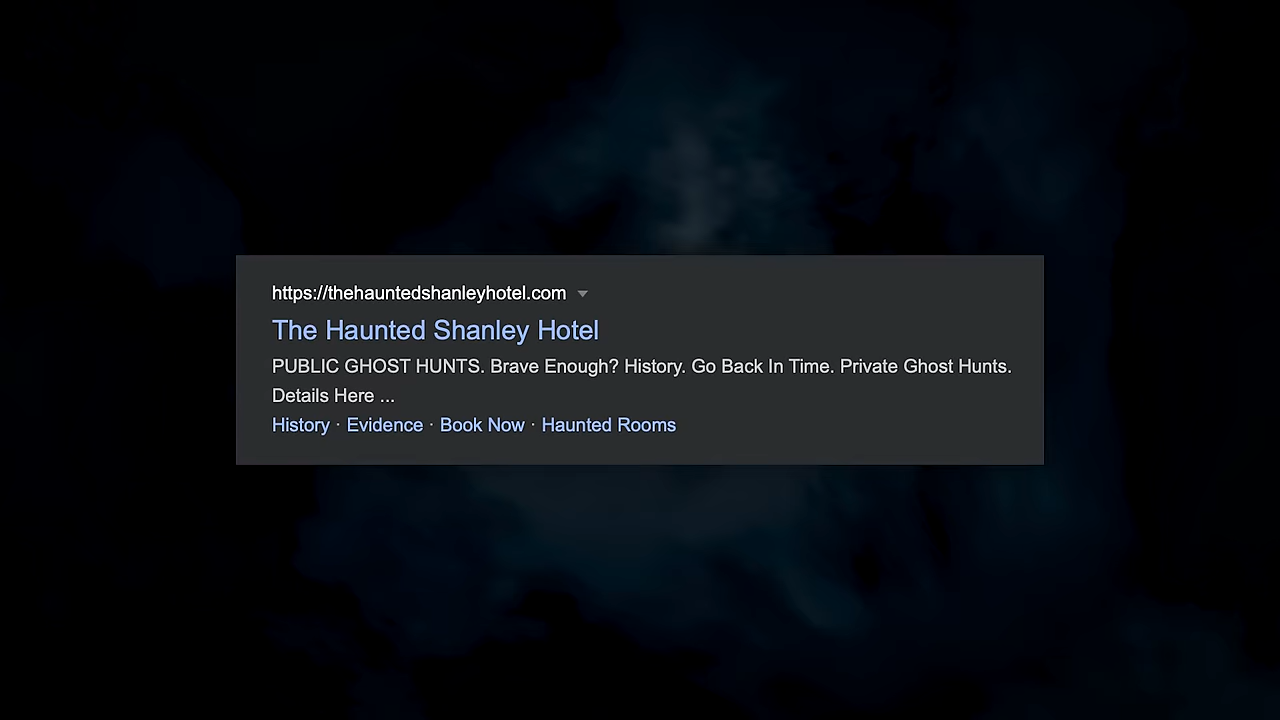 https://thehauntedshanleyhotel.com
The Haunted Shanley Hotel
PUBLIC GHOST HUNTS. Brave Enough? History. Go Back In Time. Private Ghost Hunts.
Details Here ...
History · Evidence · Book Now · Haunted Rooms